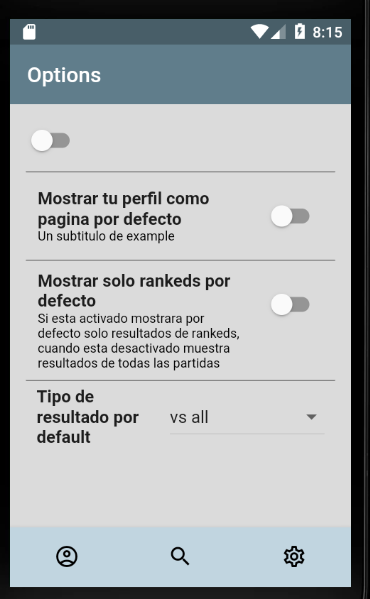 8:15
Options
Mostrar tu perfil como
pagina por defecto
Un subtitulo de example
Mostrar solo rankeds por
defecto
Si esta activado mostrara por
defecto solo resultados de rankeds,
cuando esta desactivado muestra
resultados de todas las partidas
Tipo de
resultado por
default
vs all